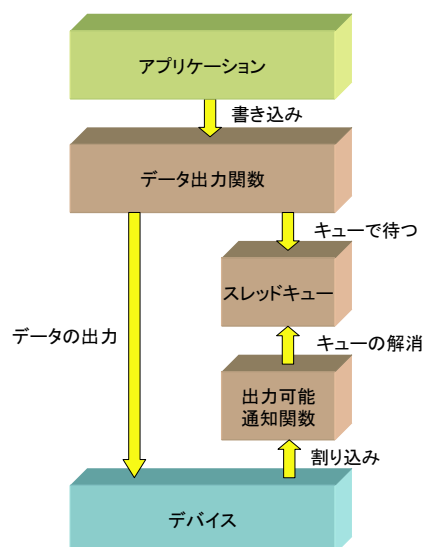 アプリケーション
書き込み
データ出力関数
キューで待つ
スレッドキュー
データの出力
キューの解消
出力可能
通知関数
割り込み
デバイス